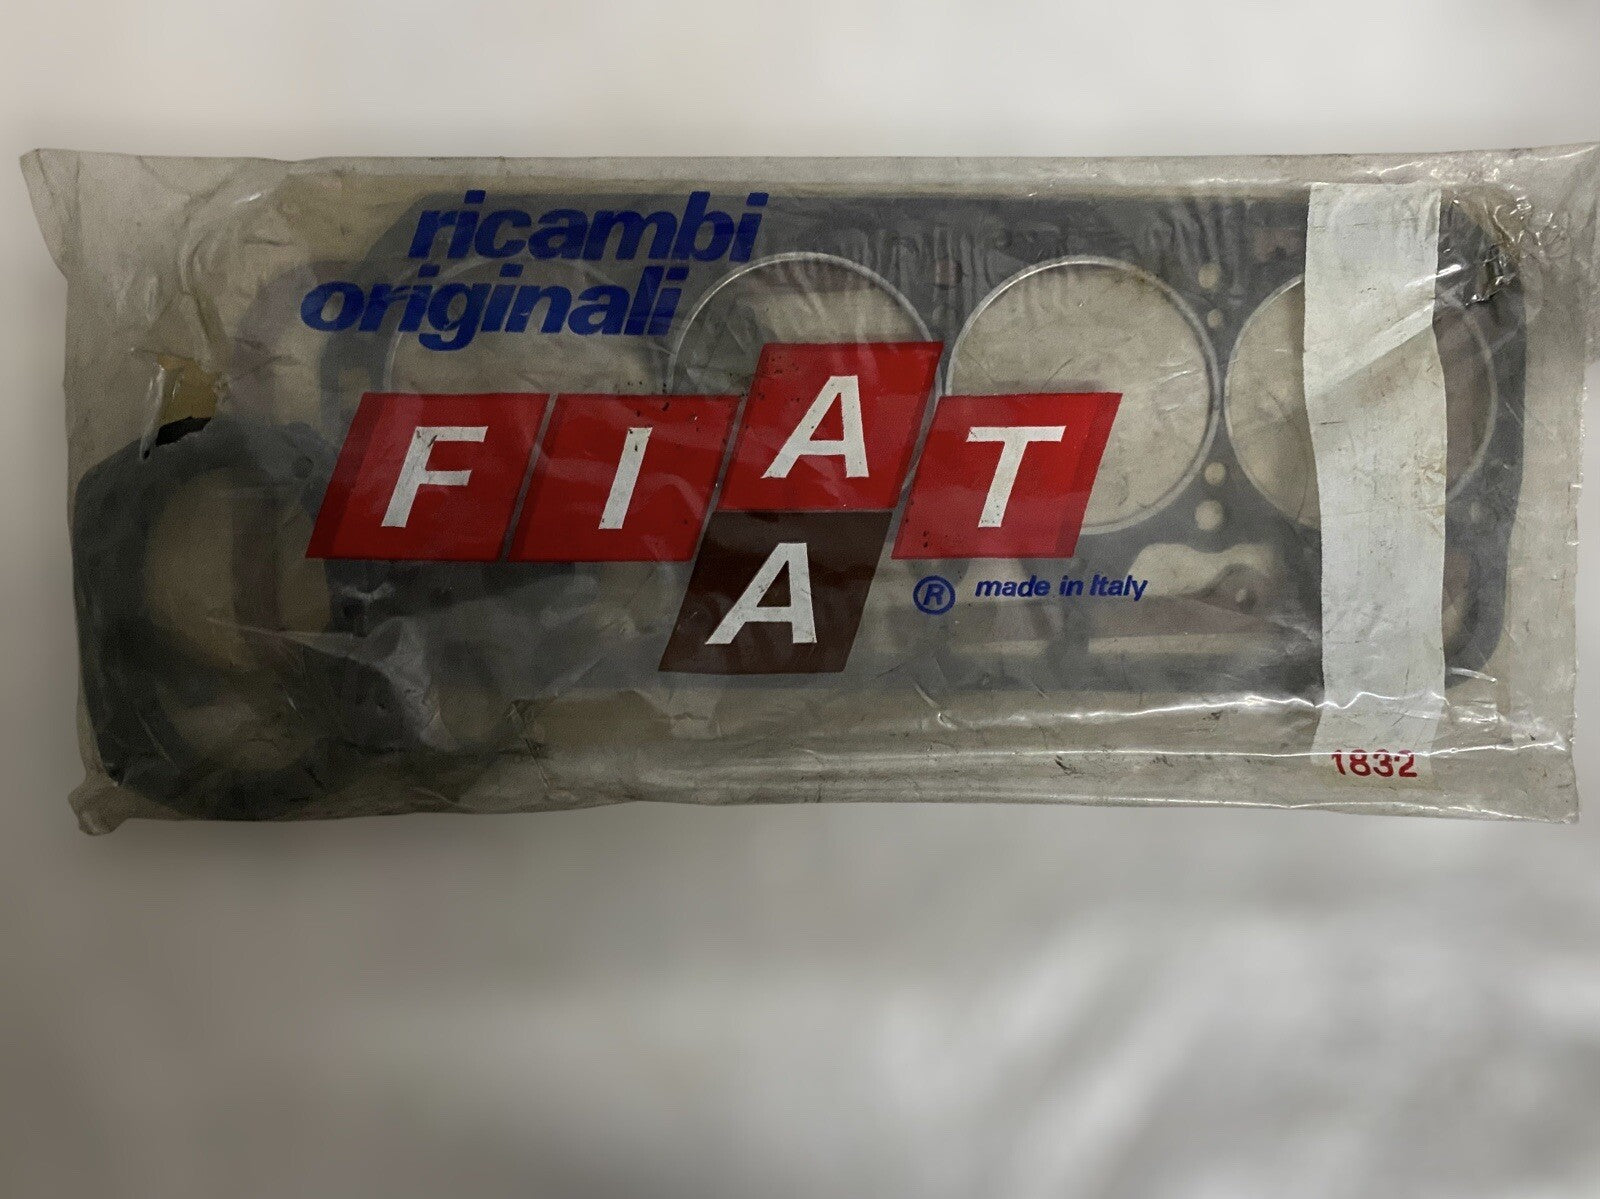 ricambi
originali
FIAT
A
® made in Italy
1832